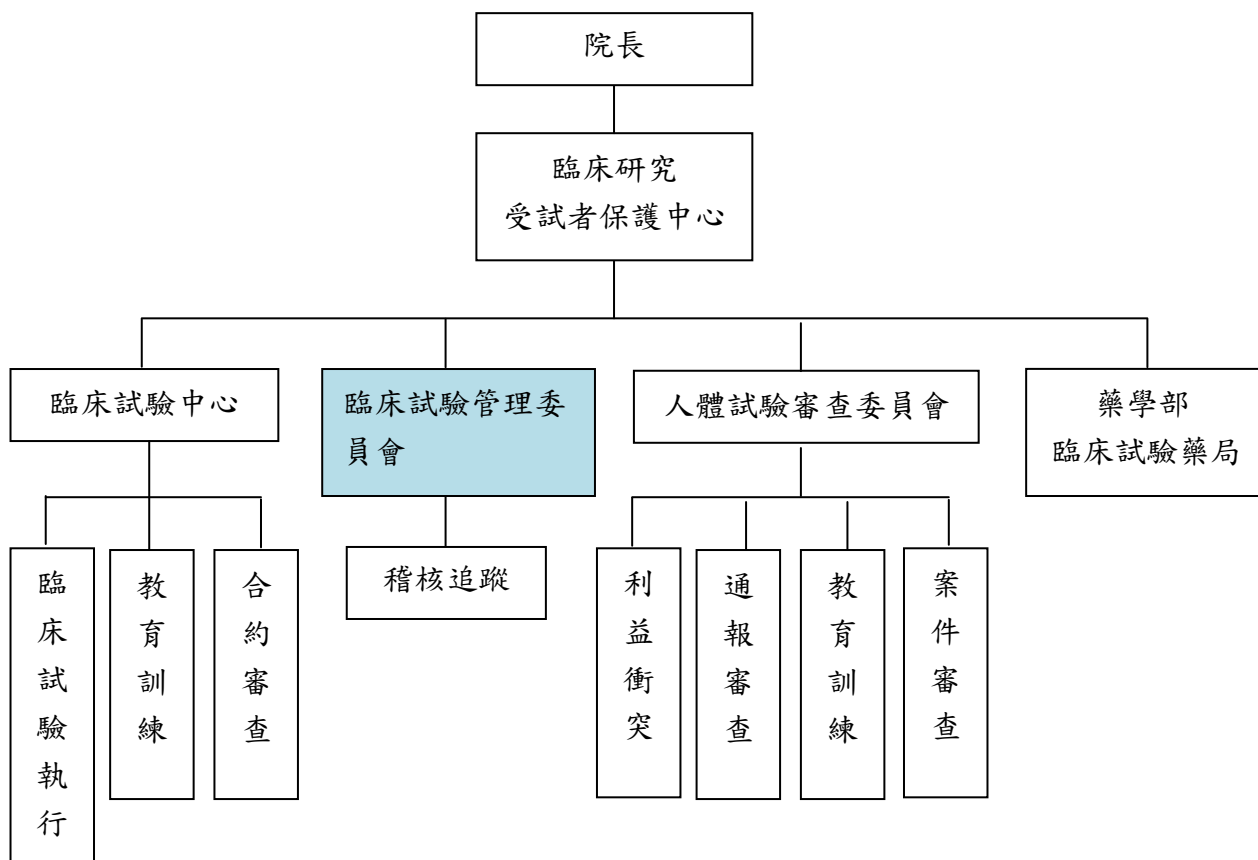 院長
臨床研究
受試者保護中心
臨床試驗中心
臨床試驗管理委
員會
人體試驗審查委員會
藥學部
臨床試驗藥局
臨床試驗執行
教育訓練
合約審查
稽核追蹤
利益衝突
通報審查
教育訓練
案件審查